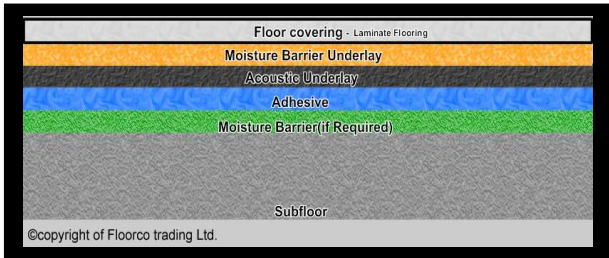 Floor covering - Laminate Flooring
Moisture Barrier Underlay
Acoustic Underlay
Adhesive
Moisture Barrier(if Required)
Subfloor
©copyright of Floorco trading Ltd.